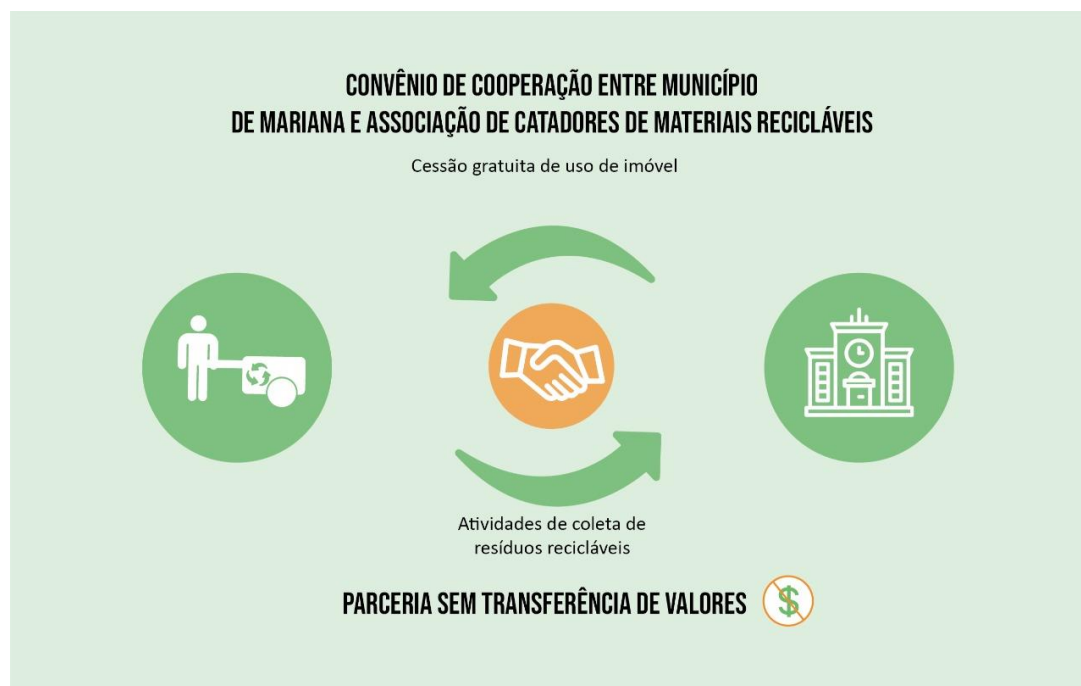 CONVÊNIO DE COOPERAÇÃO ENTRE MUNICÍPIO
DE MARIANA E ASSOCIAÇÃO DE CATADORES DE MATERIAIS RECICLÁVEIS
Cessão gratuita de uso de imóvel
Atividades de coleta de
resíduos recicláveis
PARCERIA SEM TRANSFERÊNCIA DE VALORES $